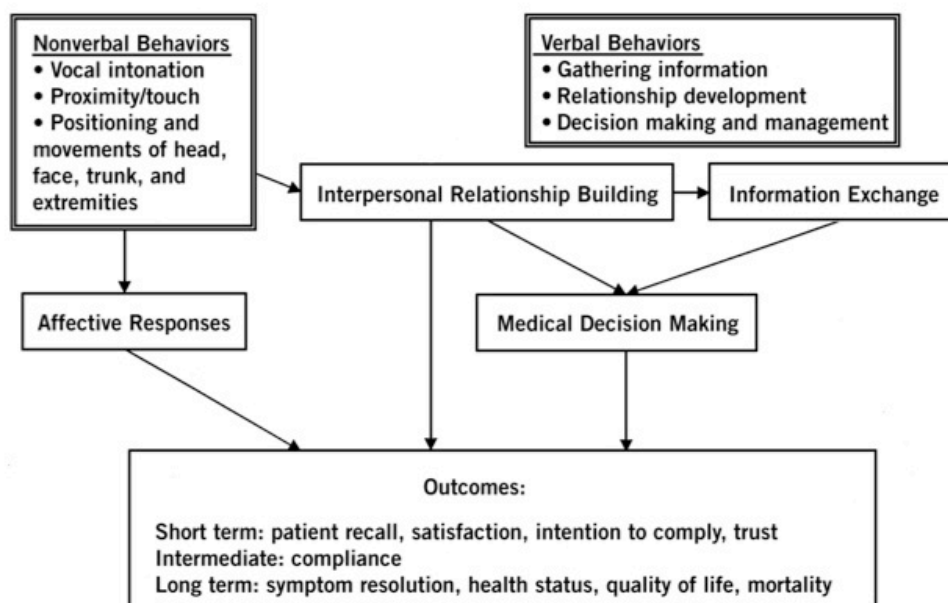 Nonverbal Behaviors
• Vocal intonation
• Proximity/touch
• Positioning and
movements of head,
face, trunk, and
extremities
Verbal Behaviors
• Gathering information
• Relationship development
• Decision making and management
Interpersonal Relationship Building
Information Exchange
Affective Responses
Medical Decision Making
Outcomes:
Short term: patient recall, satisfaction, intention to comply, trust
Intermediate: compliance
Long term: symptom resolution, health status, quality of life, mortality